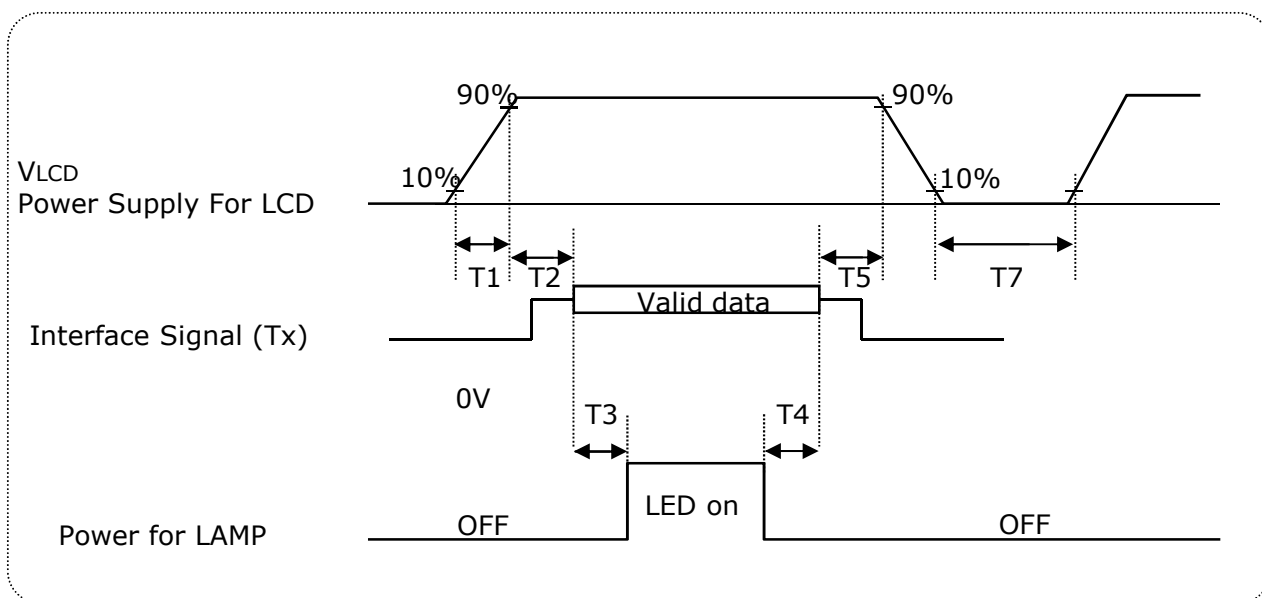 90%
90%
VLCD
10%
10%
Power Supply For LCD
T1
T2
T5
T7
Valid data
Interface Signal (Tx)
0V
T3
T4
LED on
Power for LAMP
OFF
OFF